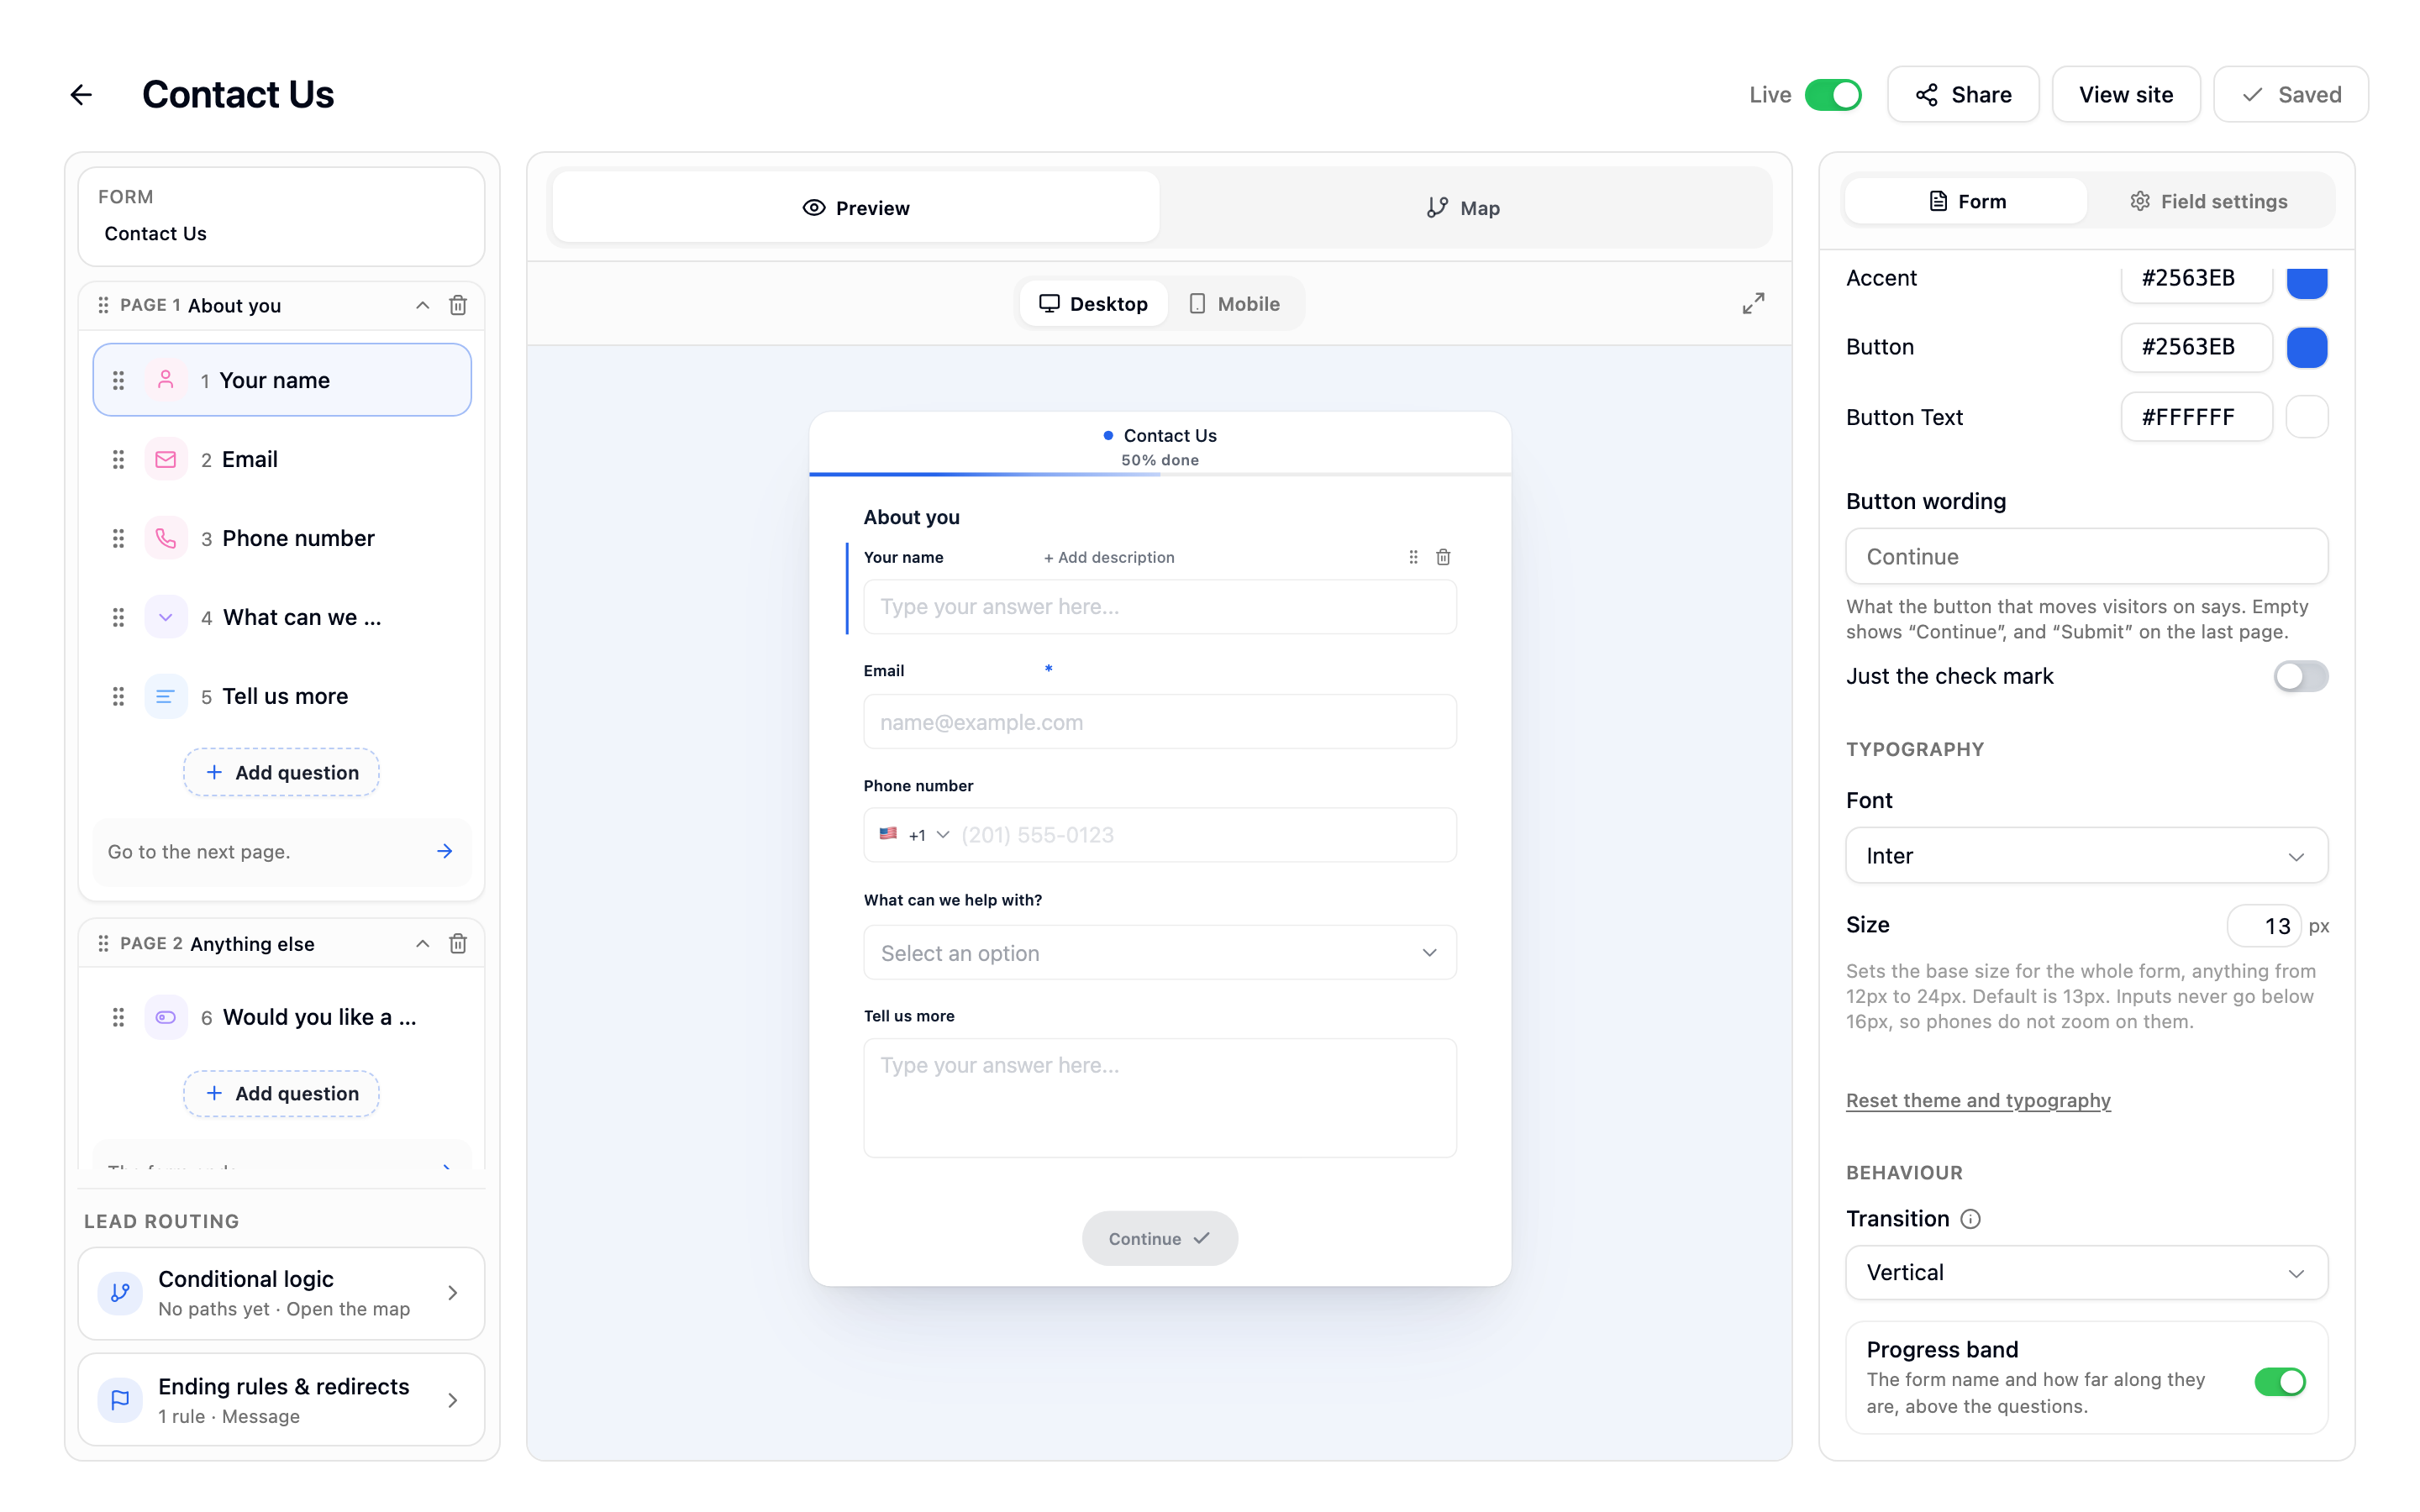 Contact Us
Live
Share
View site
Saved
FORM
Contact Us
PAGE 1 About you
1 Your name
2 Email
3 Phone number
4 What can we ...
5 Tell us more
+ Add question
Go to the next page.
PAGE 2 Anything else
6 Would you like a ...
+ Add question
LEAD ROUTING
Conditional logic
No paths yet · Open the map
Ending rules & redirects
1 rule · Message
Preview
Map
Desktop
Mobile
Contact Us
50% done
About you
Your name + Add description
Type your answer here...
Email *
name@example.com
Phone number
+1 (201) 555-0123
What can we help with?
Select an option
Tell us more
Type your answer here...
Continue
Form
Field settings
Accent #2563EB
Button #2563EB
Button Text #FFFFFF
Button wording
Continue
What the button that moves visitors on says. Empty
shows “Continue”, and “Submit” on the last page.
Just the check mark
TYPOGRAPHY
Font
Inter
Size 13 px
Sets the base size for the whole form, anything from
12px to 24px. Default is 13px. Inputs never go below
16px, so phones do not zoom on them.
Reset theme and typography
BEHAVIOUR
Transition
Vertical
Progress band
The form name and how far along they
are, above the questions.